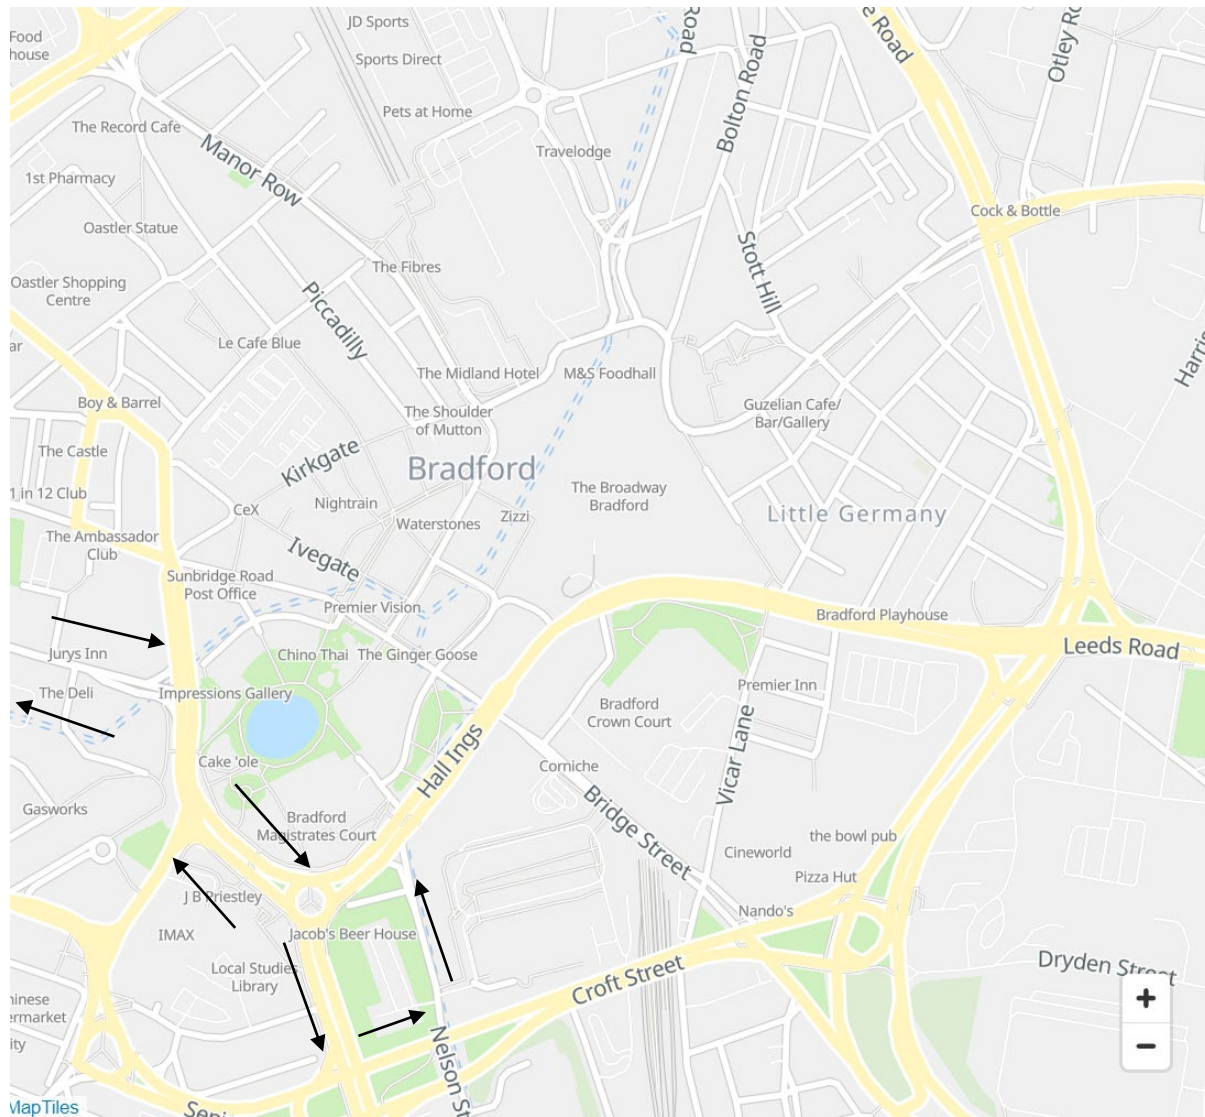 JD Sports
Food
house
Sports Direct
Road
e Road
Otley Ro
Bolton Road
Pets at Home
The Record Cafe
Manor Row
Travelodge
1st Pharmacy
Cock & Bottle
Oastler Statue
Stott Hill
The Fibres
Oastler Shopping
Centre
Piccadilly
Harris
ar
Le Cafe Blue
The Midland Hotel
M&S Foodhall
Boy & Barrel
The Shoulder
of Mutton
Guzelian Cafe/
Bar/Gallery
The Castle
Kirkgate
Bradford
1 in 12 Club
Nightrain
The Broadway
Bradford
CeX
Waterstones
Zizzi
Little Germany
The Ambassador
Club
Ivegate
Sunbridge Road
Post Office
Premier Vision
Bradford Playhouse
Leeds Road
Jurys Inn
Chino Thai
The Ginger Goose
The Deli
Impressions Gallery
Premier Inn
Bradford
Crown Court
Hall Ings
Vicar Lane
Cake 'ole
Corniche
Gasworks
Bradford
Magistrates Court
Bridge Street
the bowl pub
Cineworld
Pizza Hut
J B Priestley
Nando's
IMAX
Jacob's Beer House
Local Studies
Library
Croft Street
Dryden Street
hinese
ermarket
ity
+
−
Nelson St
MapTiles